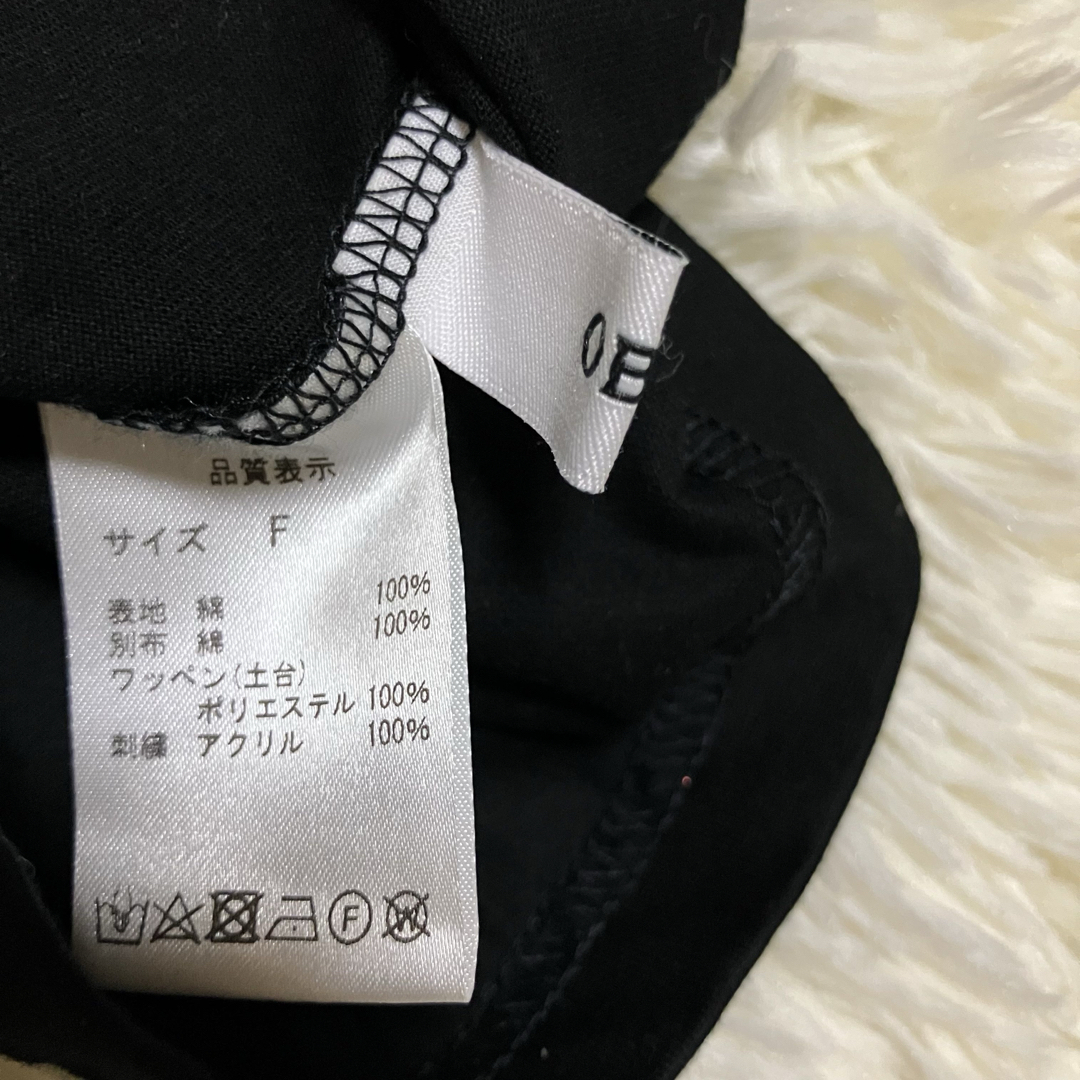 品質表示
サイズ F
表地 綿 100%
別布 綿 100%
ワッペン(土台)
ポリエステル 100%
刺繍 アクリル 100%
F W